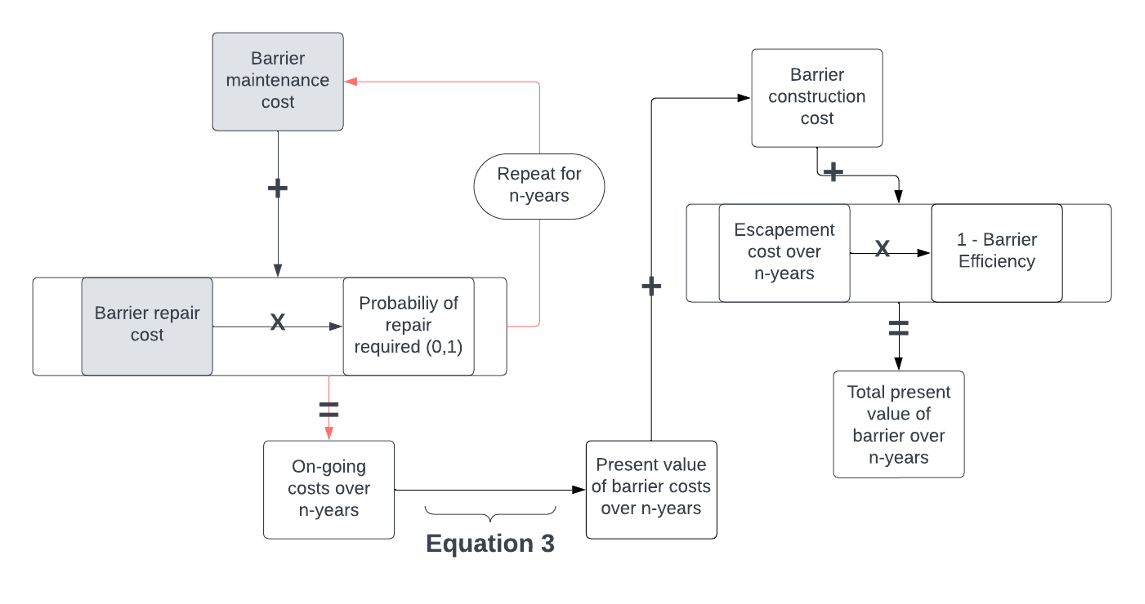 Barrier
maintenance
cost
Repeat for
n-years
+
Barrier repair
cost
X
Probabiliy of
repair
required (0,1)
=
On-going
costs over
n-years
Equation 3
Present value
of barrier costs
over n-years
+
Barrier
construction
cost
+
Escapement
cost over
n-years
X
1 - Barrier
Efficiency
=
Total present
value of
barrier over
n-years